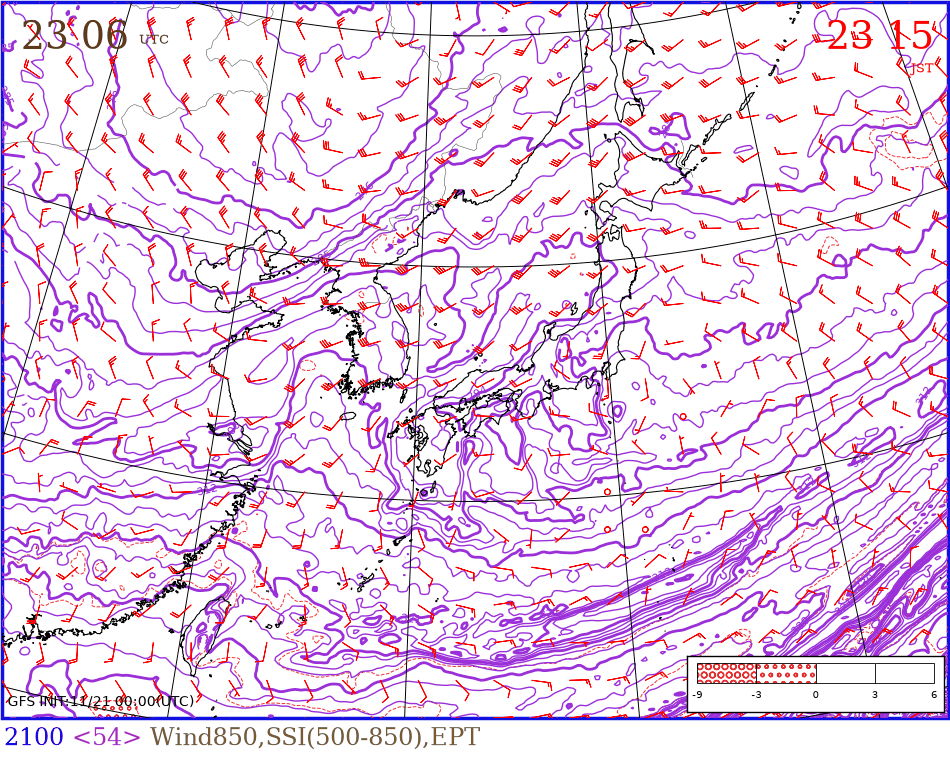 23 06 UTC
23 15 JST
-9 -3 0 3 6
GFS INIT:11/21 00:00(UTC)
2100 <54> Wind850,SSI(500-850),EPT